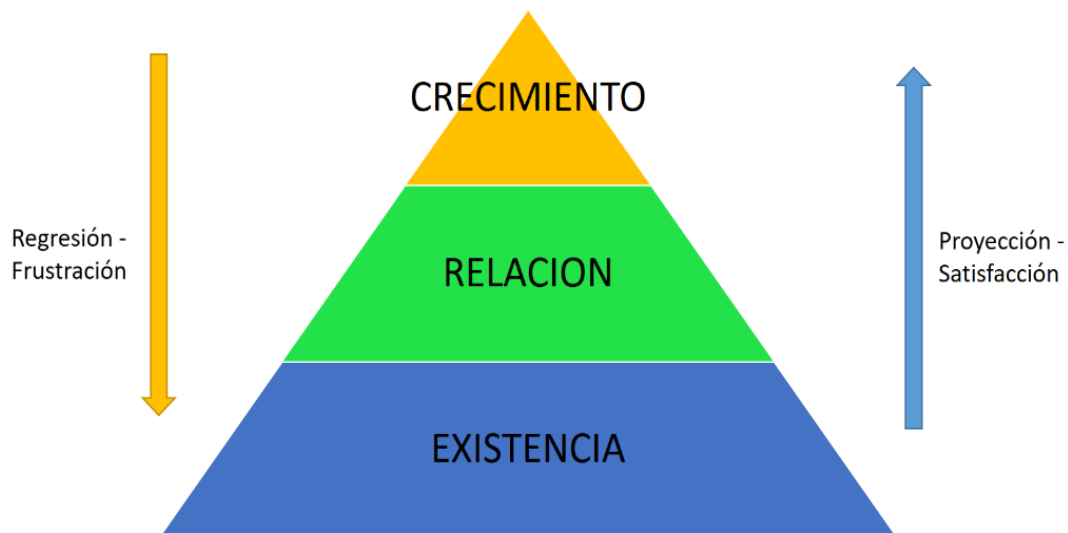 CRECIMIENTO
Regresión -
Frustración
RELACION
Proyección -
Satisfacción
EXISTENCIA